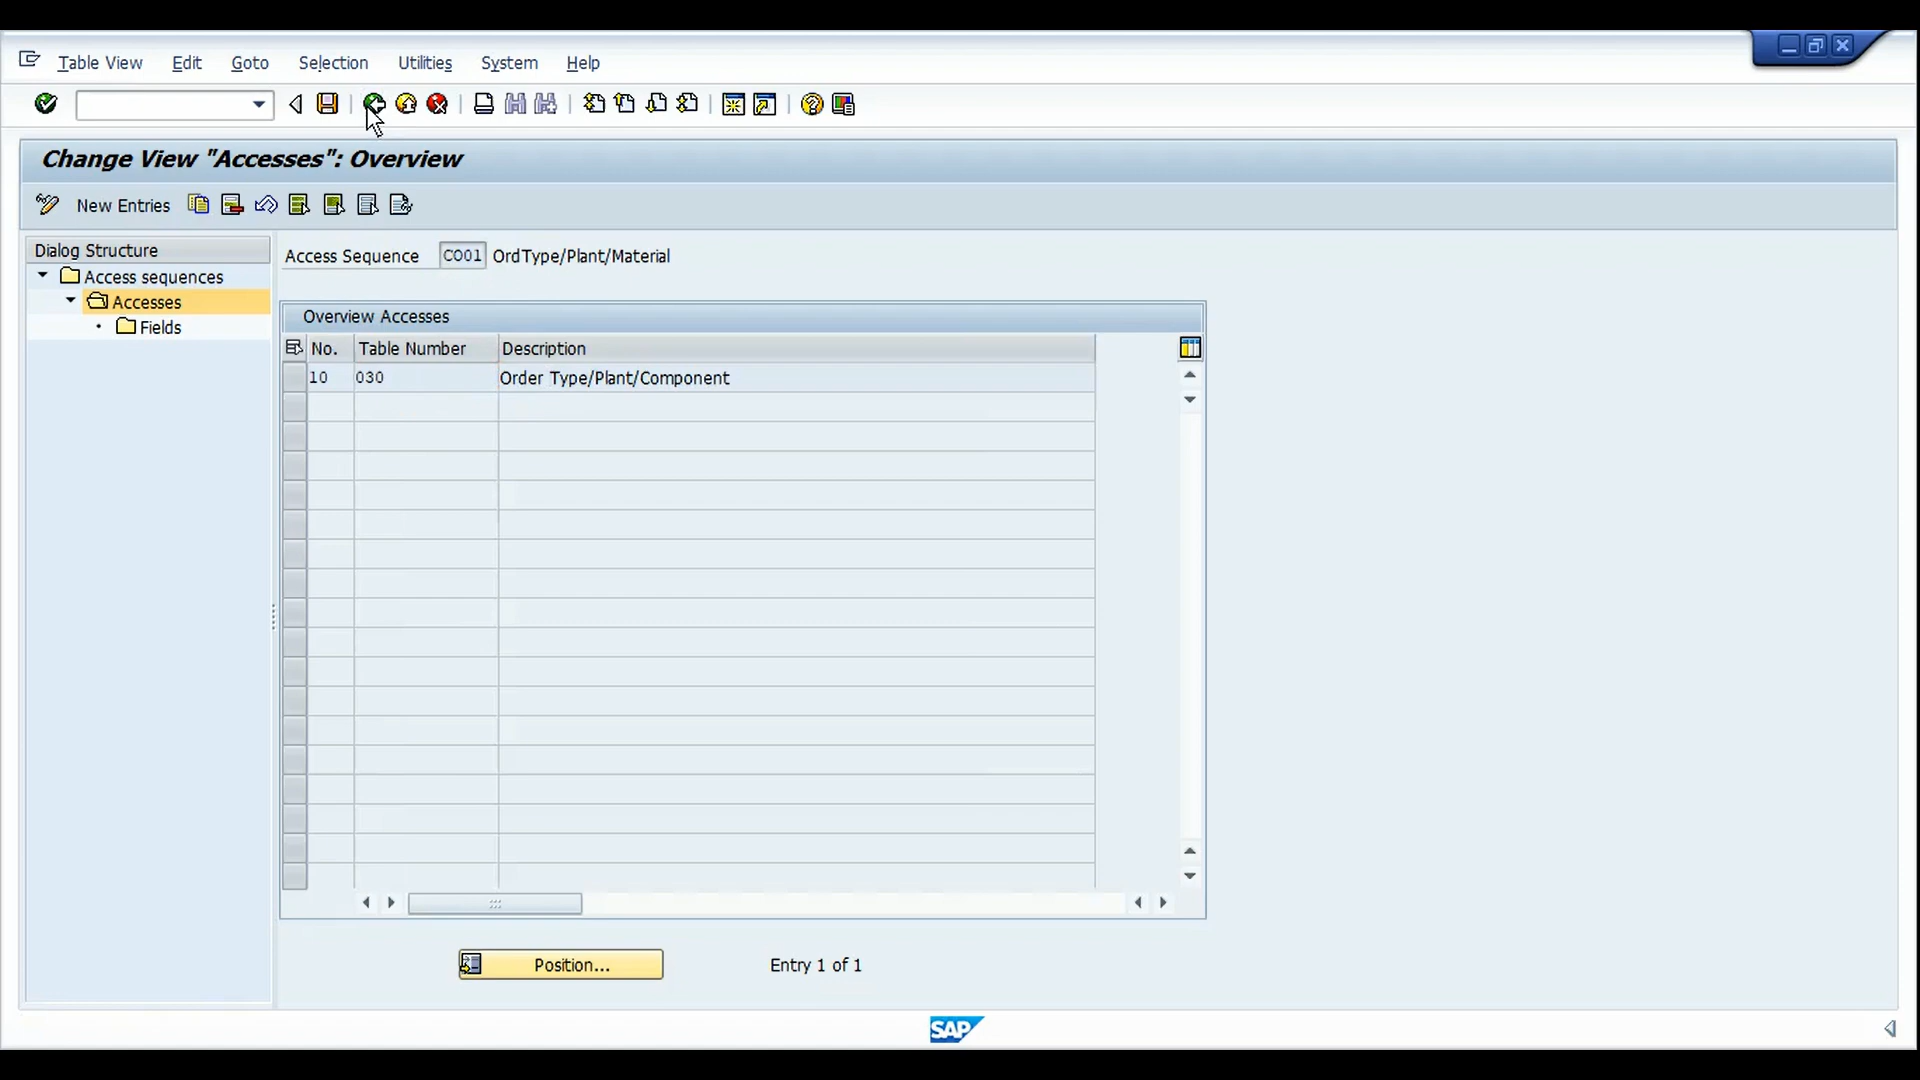 Table View Edit Goto Selection Utilities System Help
Change View "Accesses": Overview
New Entries
Dialog Structure
Access sequences
Accesses
Fields
Access Sequence CO01 OrdType/Plant/Material
Overview Accesses
No. Table Number Description
10 030 Order Type/Plant/Component
Position... Entry 1 of 1
SAP